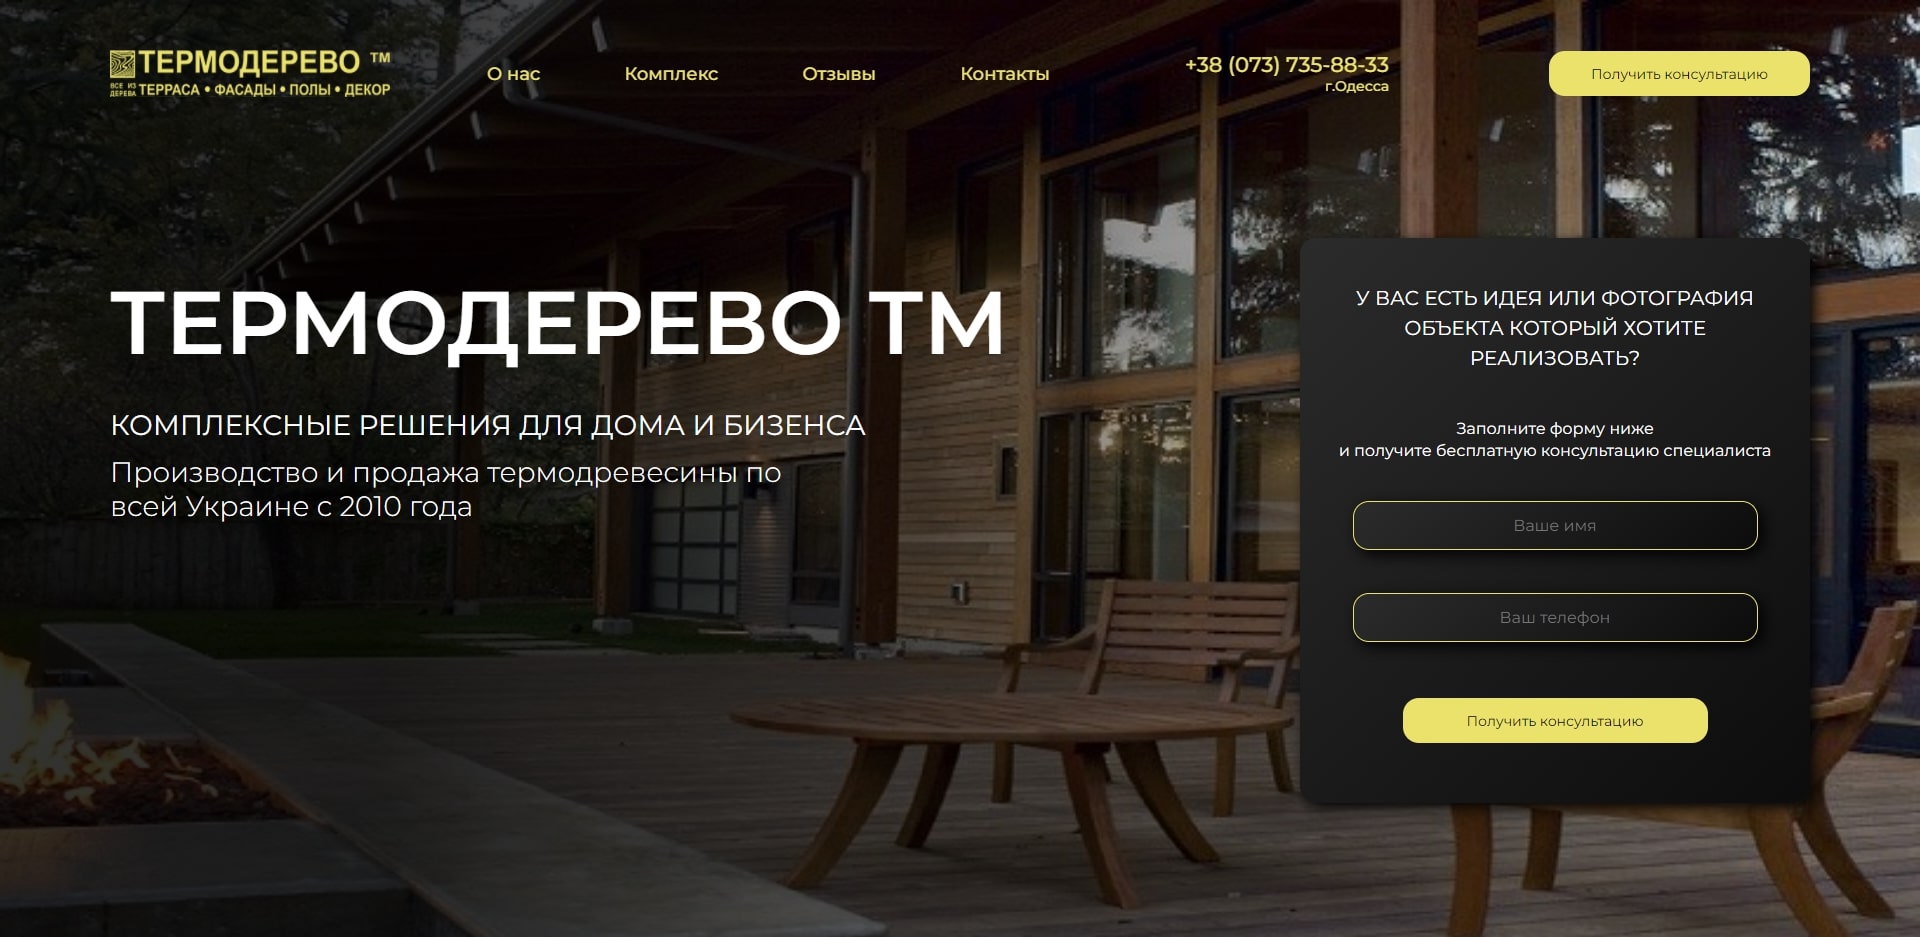 ТЕРМОДЕРЕВО ТМ
ВСЕ ИЗ ДЕРЕВА ТЕРРАСА • ФАСАДЫ • ПОЛЫ • ДЕКОР
О нас
Комплекс
Отзывы
Контакты
+38 (073) 735-88-33
г.Одесса
Получить консультацию
ТЕРМОДЕРЕВО ТМ
КОМПЛЕКСНЫЕ РЕШЕНИЯ ДЛЯ ДОМА И БИЗЕНСА
Производство и продажа термодревесины по
всей Украине с 2010 года
У ВАС ЕСТЬ ИДЕЯ ИЛИ ФОТОГРАФИЯ
ОБЪЕКТА КОТОРЫЙ ХОТИТЕ
РЕАЛИЗОВАТЬ?
Заполните форму ниже
и получите бесплатную консультацию специалиста
Ваше имя
Ваш телефон
Получить консультацию